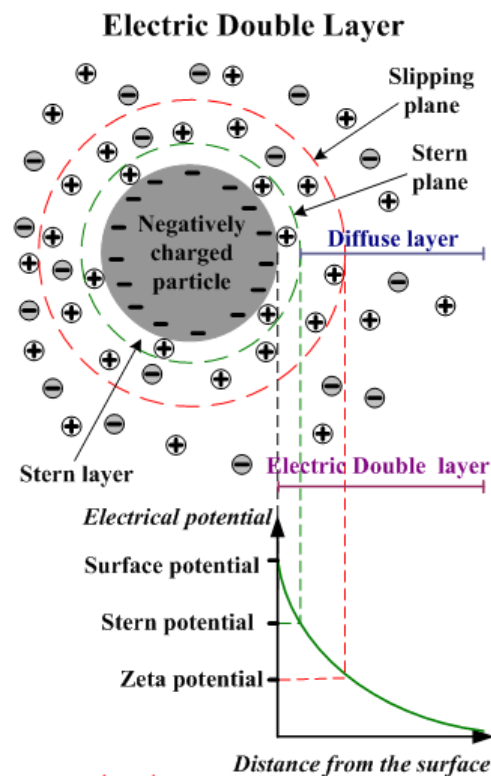 Electric Double Layer
Slipping
plane
Stern
plane
Negatively
charged
particle
Diffuse layer
Stern layer
Electric Double layer
Electrical potential
Surface potential
Stern potential
Zeta potential
Distance from the surface